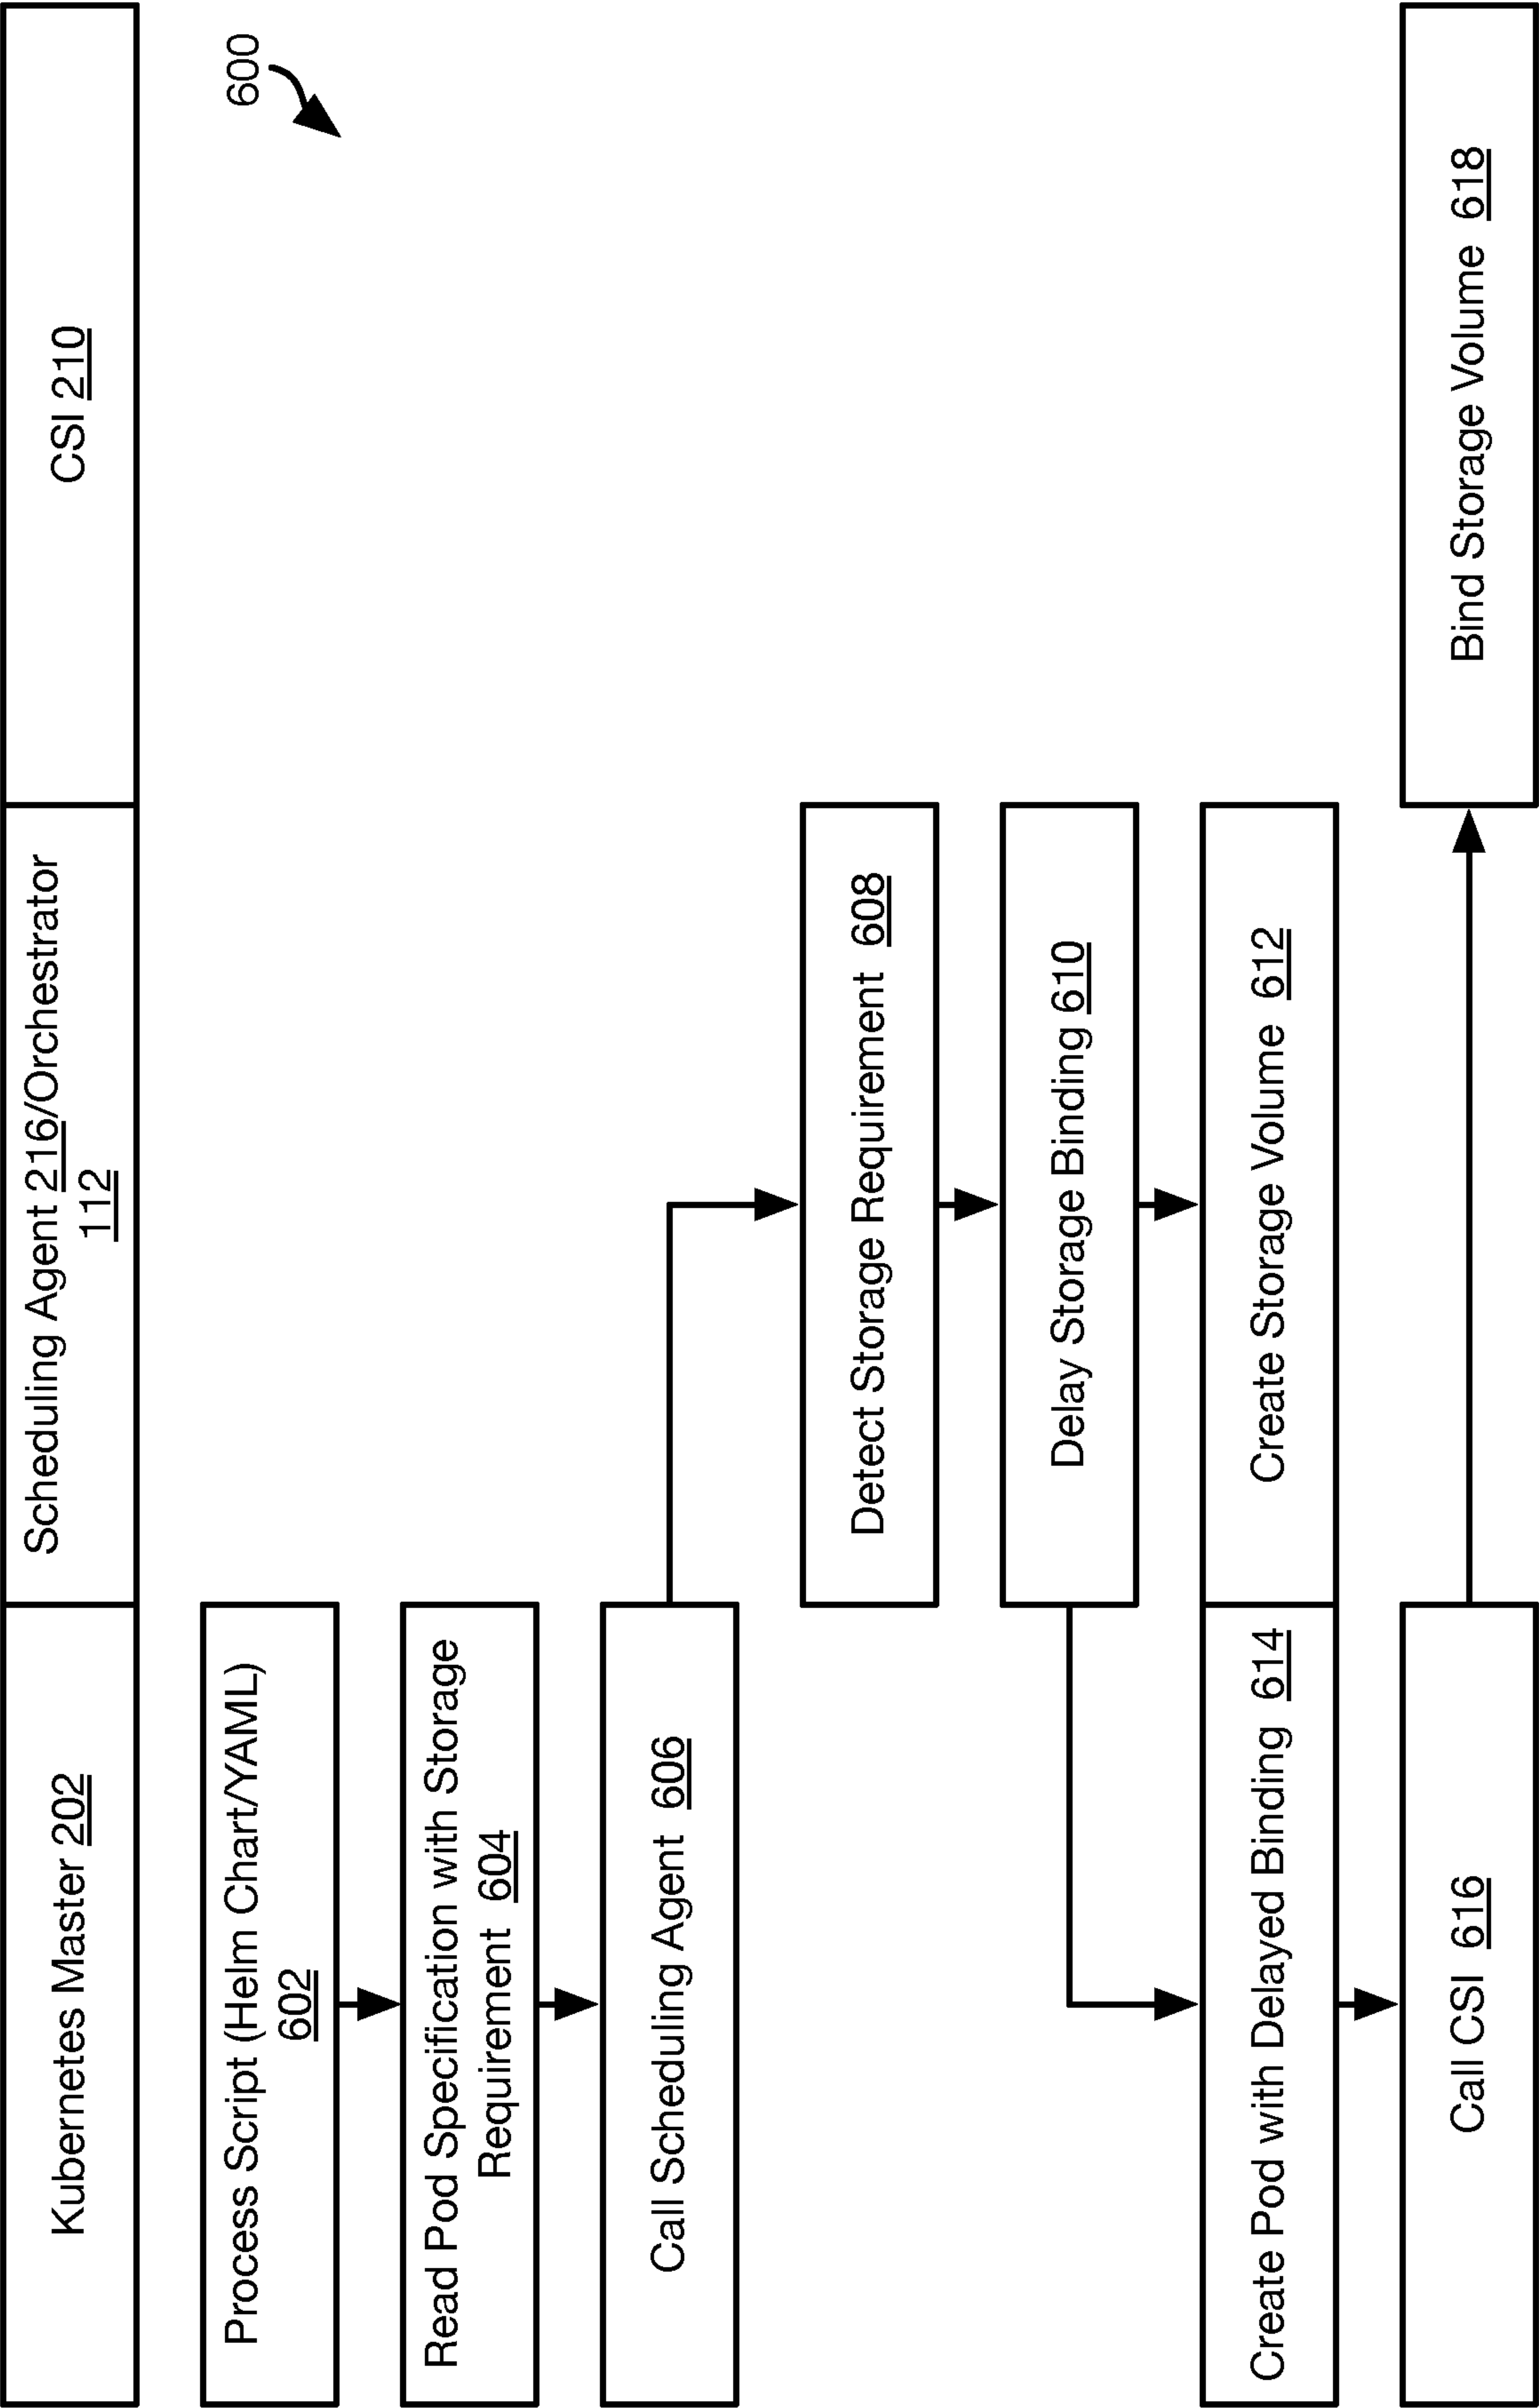 Kubernetes Master 202
Scheduling Agent 216/Orchestrator
112
CSI 210
600
Process Script (Helm Chart/YAML)
602
Read Pod Specification with Storage
Requirement 604
Call Scheduling Agent 606
Detect Storage Requirement 608
Delay Storage Binding 610
Create Pod with Delayed Binding 614
Create Storage Volume 612
Call CSI 616
Bind Storage Volume 618